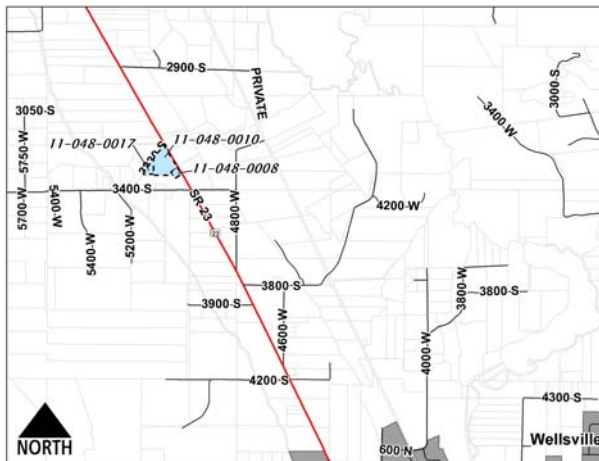 2900 S
PRIVATE
3000 S
3400 W
3050 S
5750 W
11-048-0017
11-048-0010
11-048-0008
3400 S
5700 W
5400 W
5400 W
5200 W
SR-23
4800 W
4200 W
3800 S
3900 S
4600 W
3800 W
3800 S
4000 W
4200 S
4300 S
600 N
Wellsville
NORTH